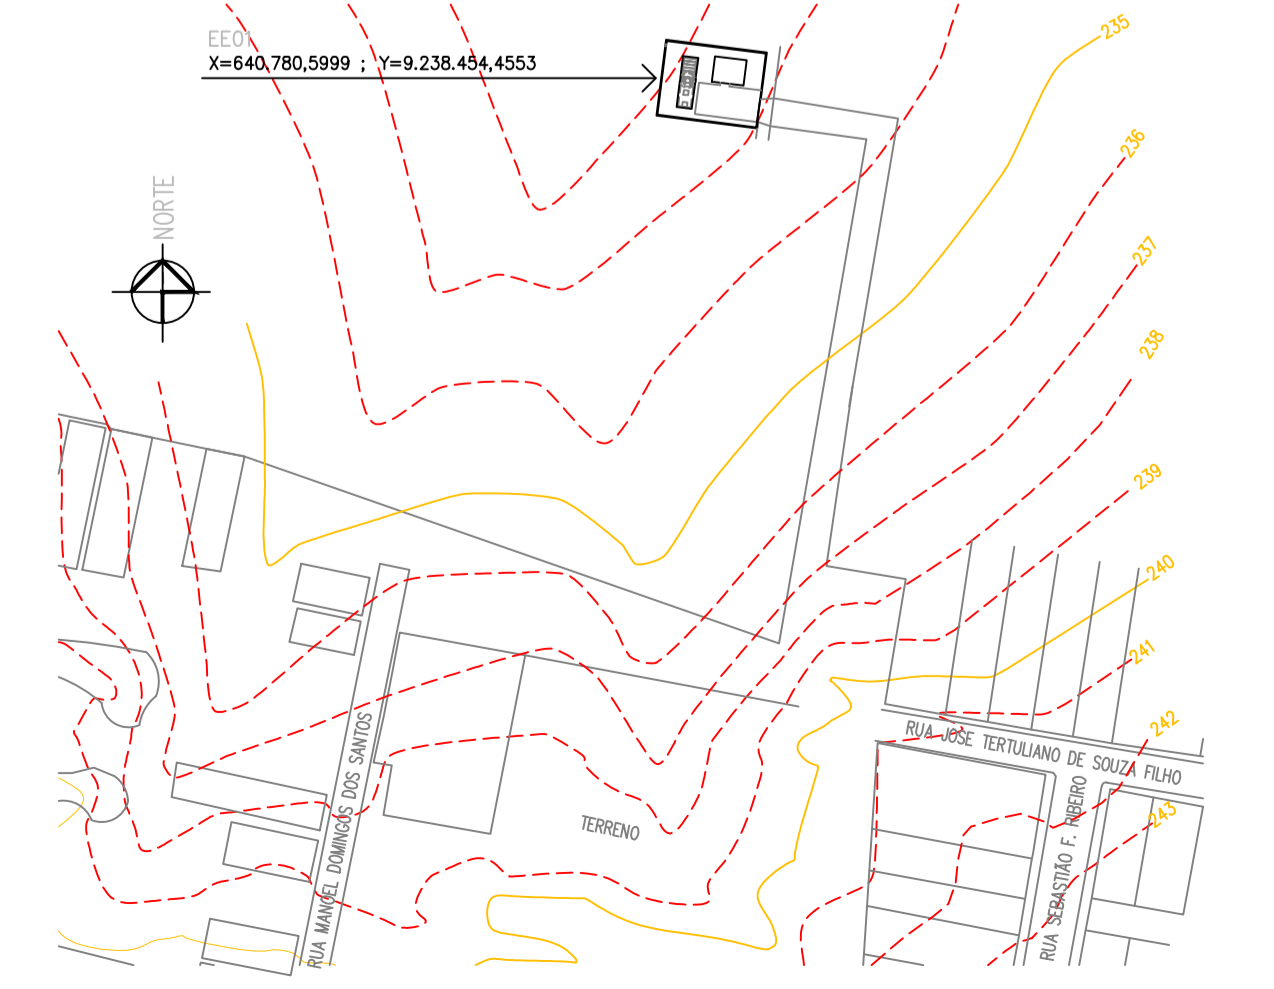 235
EE01
X=640.780,5999 ; Y=9.238.454,4553
236
NORTE
237
238
239
240
241
242
RUA JOSE TERTULIANO DE SOUZA FILHO
RUA MANOEL DOMINGOS DOS SANTOS
TERRENO
243
RUA SEBASTIÃO F. RIBEIRO